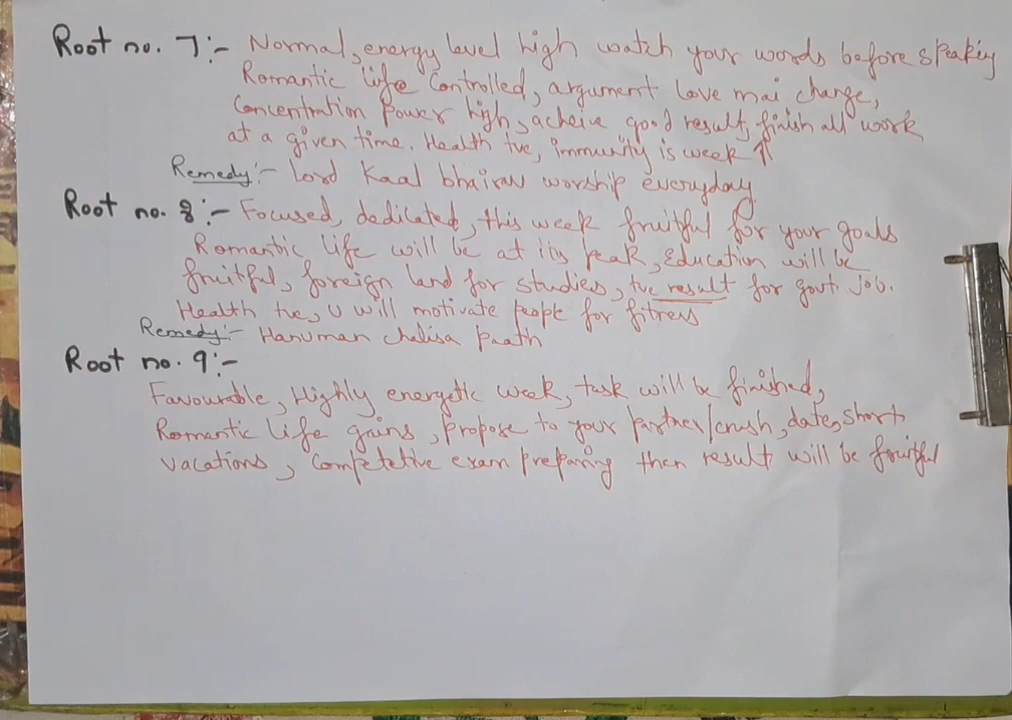 Root no. 7:- Normal, energy level high watch your words before speaking
Romantic life controlled, argument love mai change,
Concentration power high, acheive good result, finish all work
at a given time. Health +ve, immunity is week ↑
Remedy:- Lord Kaal bhairav worship everyday.
Root no. 8:- Focused, dedicated, this week fruitful for your goals
Romantic life will be at its peak, Education will be
fruitful, foreign land for studies, +ve result for govt. job.
Health +ve, U will motivate people for fitness
Remedy:- Hanuman chalisa paath
Root no. 9:-
Favourable, Highly energetic week, task will be finished,
Romantic life gains, propose to your partner/crush, date, short
vacations, competetive exam preparing then result will be fruitful